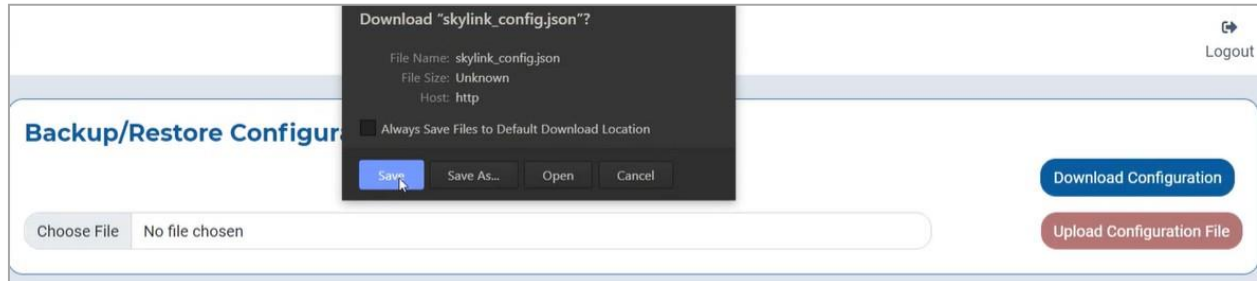 Download "skylink_config.json"?
Logout
File Name: skylink_config.json
File Size: Unknown
Host: http
Always Save Files to Default Download Location
Backup/Restore Configur
Save Save As... Open Cancel
Download Configuration
Choose File No file chosen
Upload Configuration File